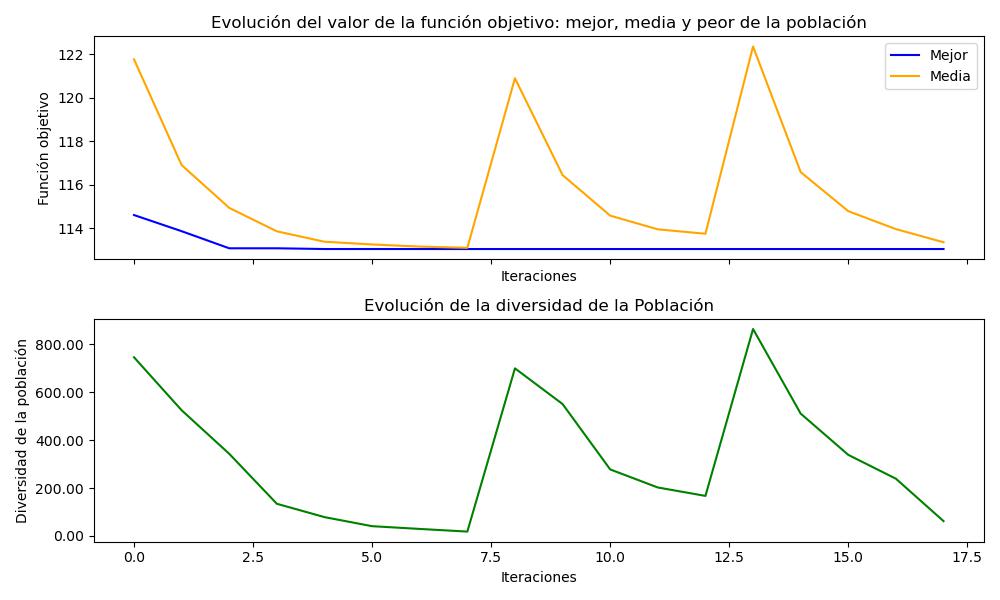 Evolución del valor de la función objetivo: mejor, media y peor de la población
122
120
118
116
114
Función objetivo
Mejor
Media
Iteraciones
Evolución de la diversidad de la Población
800.00
600.00
400.00
200.00
0.00
Diversidad de la población
0.0 2.5 5.0 7.5 10.0 12.5 15.0 17.5
Iteraciones